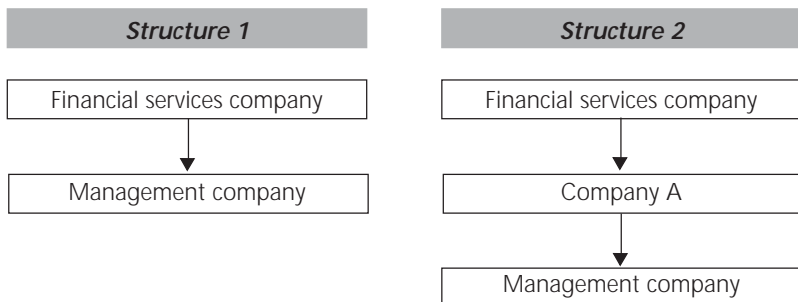 Structure 1
Financial services company
Management company
Structure 2
Financial services company
Company A
Management company